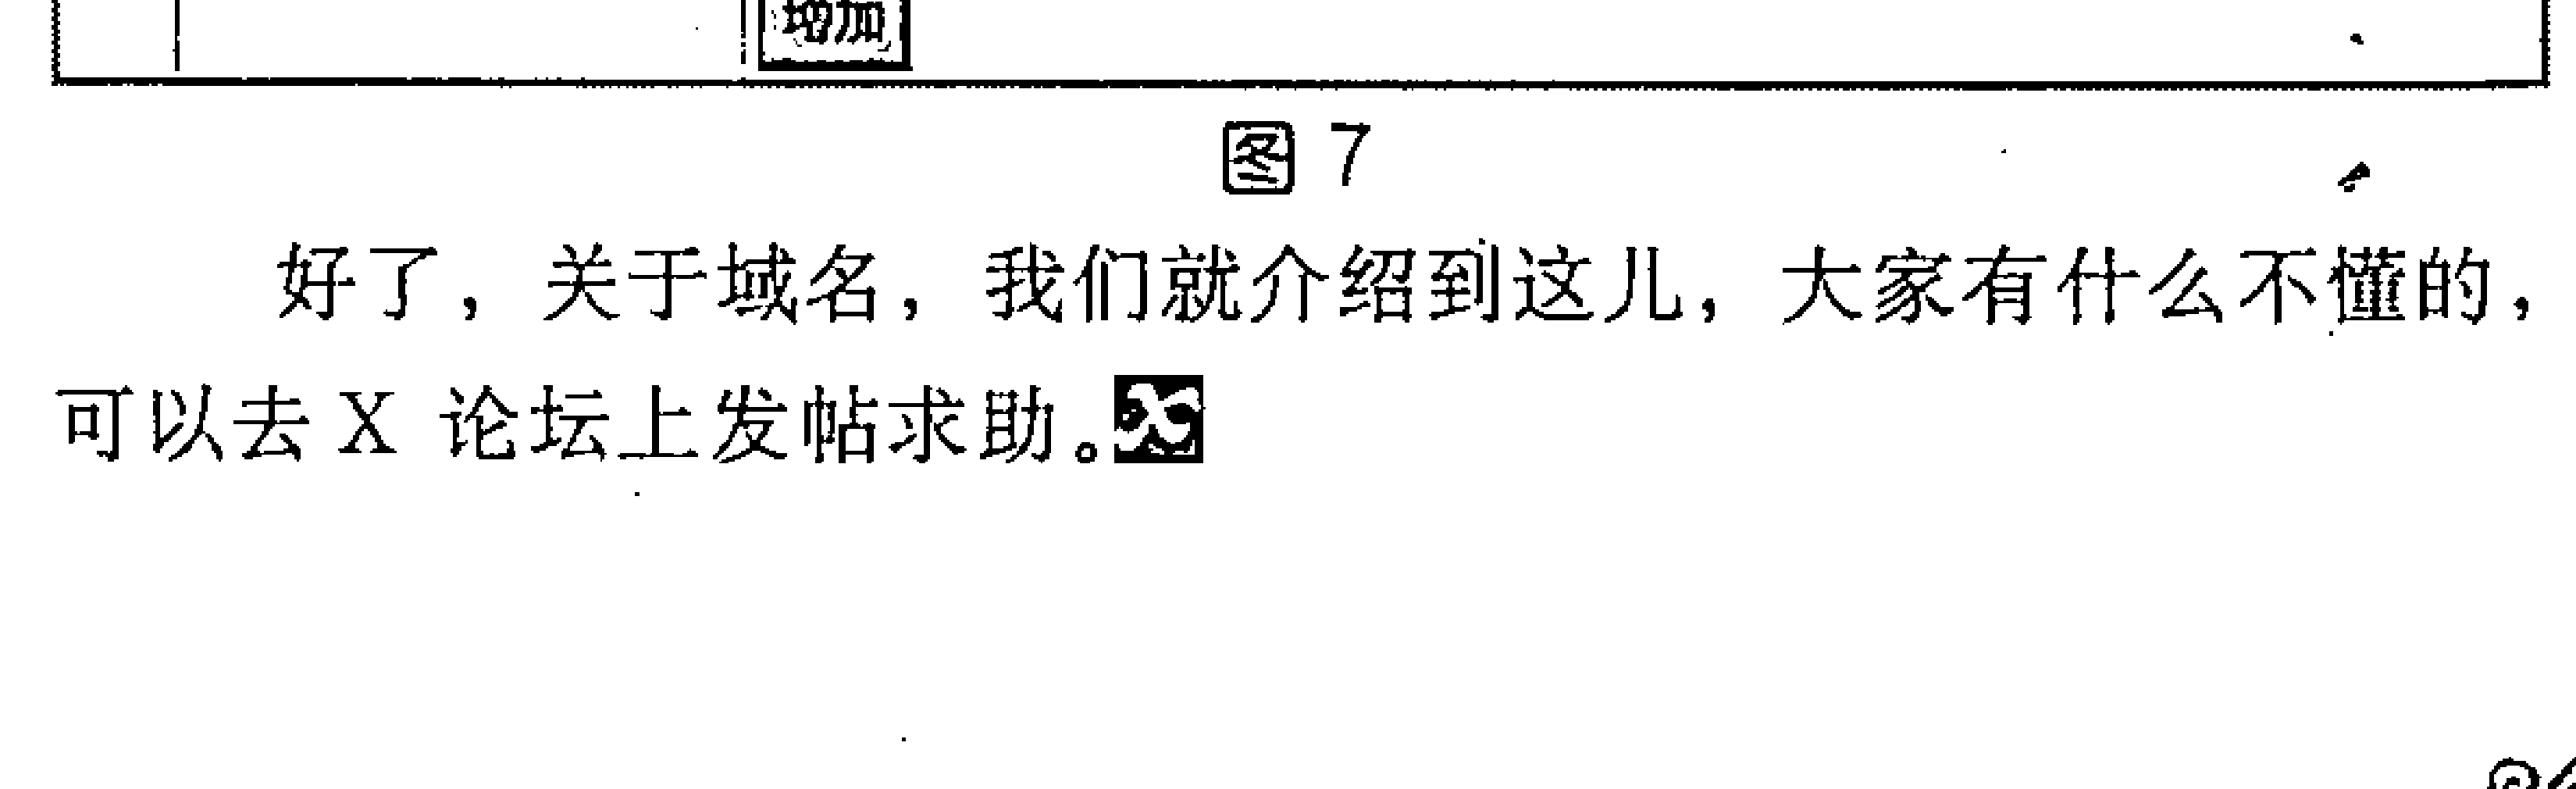 增加
图 7
好了，关于域名，我们就介绍到这儿，大家有什么不懂的，
可以去 X 论坛上发帖求助。